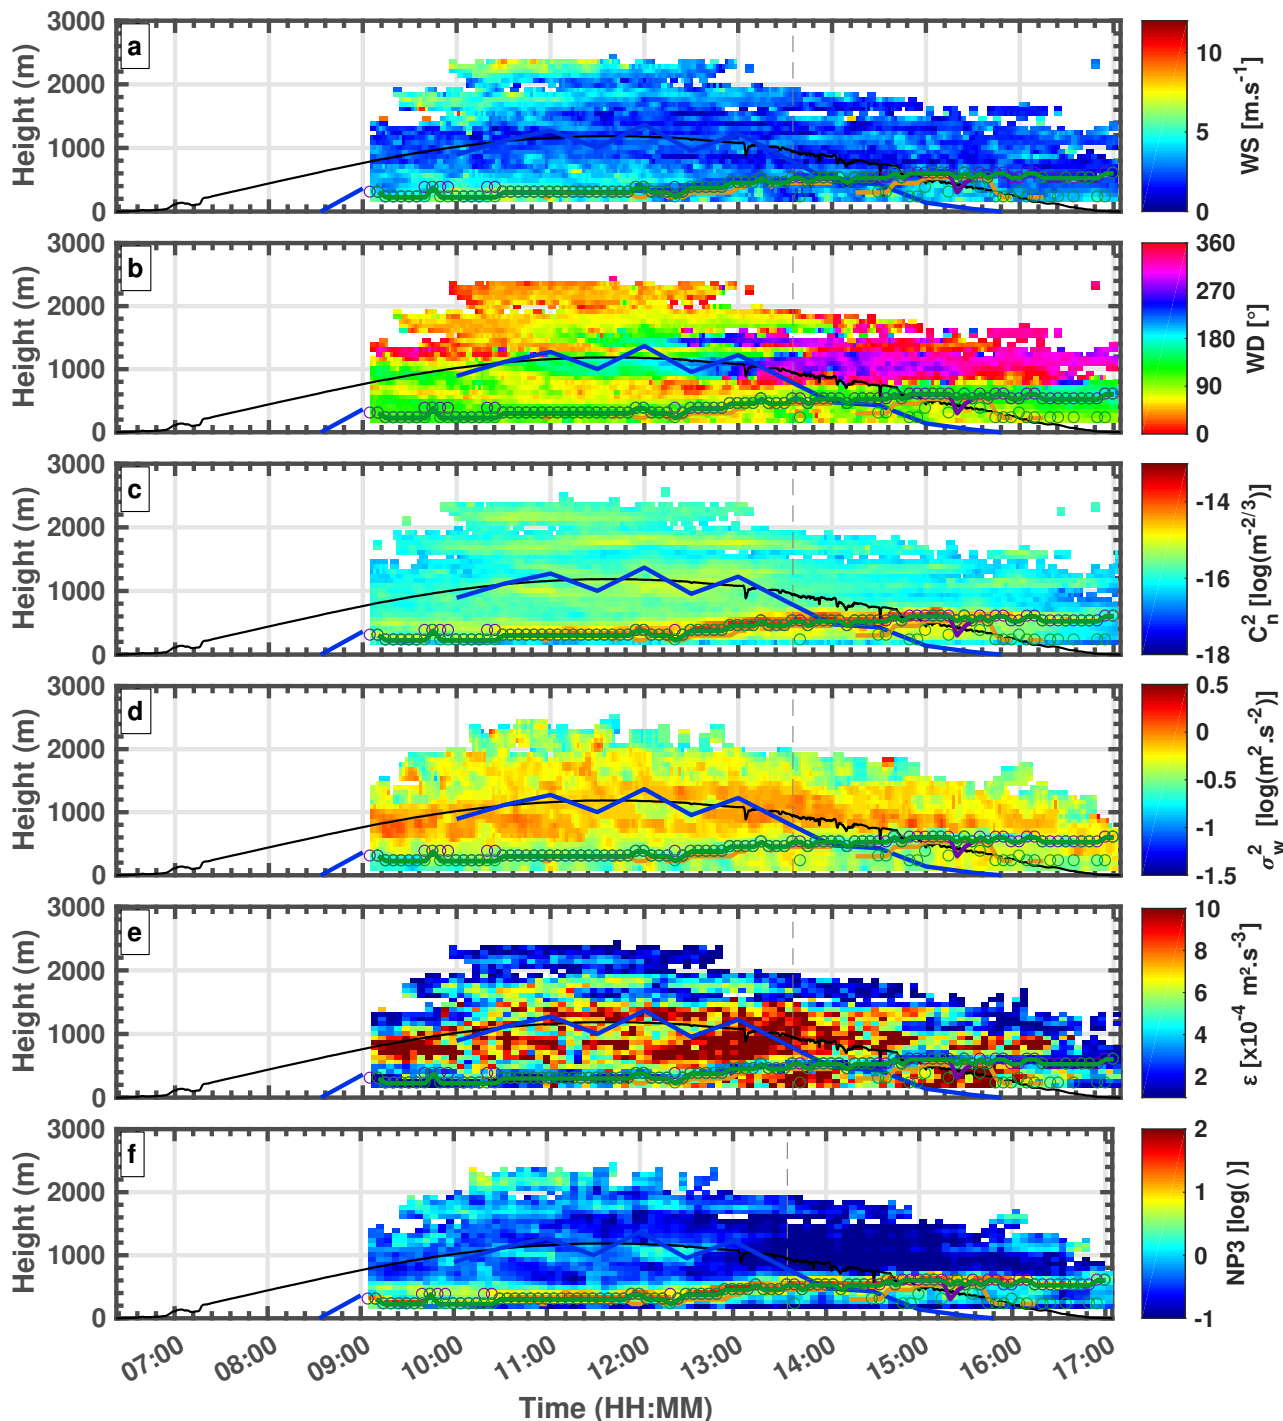 3000
2000
1000
0
Height (m)
a
10
5
0
WS [m.s-1]
3000
2000
1000
0
Height (m)
b
360
270
180
90
0
WD [°]
3000
2000
1000
0
Height (m)
c
-14
-16
-18
C2n [log(m-2/3)]
3000
2000
1000
0
Height (m)
d
0.5
0
-0.5
-1
-1.5
σ2w [log(m2.s-2)]
3000
2000
1000
0
Height (m)
e
10
8
6
4
2
ε [x10-4 m².s-3]
3000
2000
1000
0
Height (m)
f
2
1
0
-1
NP3 [log( )]
07:00 08:00 09:00 10:00 11:00 12:00 13:00 14:00 15:00 16:00 17:00
Time (HH:MM)